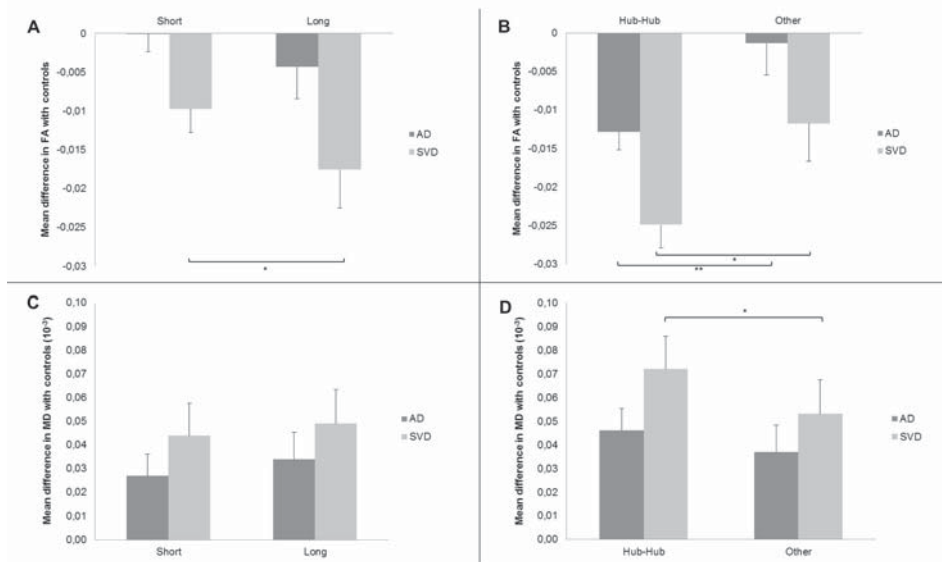 A
Short
Long
Mean difference in FA with controls
0
-0,005
-0,01
-0,015
-0,02
-0,025
-0,03
AD
SVD
*
B
Hub-Hub
Other
Mean difference in FA with controls
0
-0,005
-0,01
-0,015
-0,02
-0,025
-0,03
AD
SVD
*
**
C
Mean difference in MD with controls (10⁻³)
0,10
0,09
0,08
0,07
0,06
0,05
0,04
0,03
0,02
0,01
0,00
AD
SVD
Short
Long
D
Mean difference in MD with controls (10⁻³)
0,10
0,09
0,08
0,07
0,06
0,05
0,04
0,03
0,02
0,01
0,00
*
AD
SVD
Hub-Hub
Other